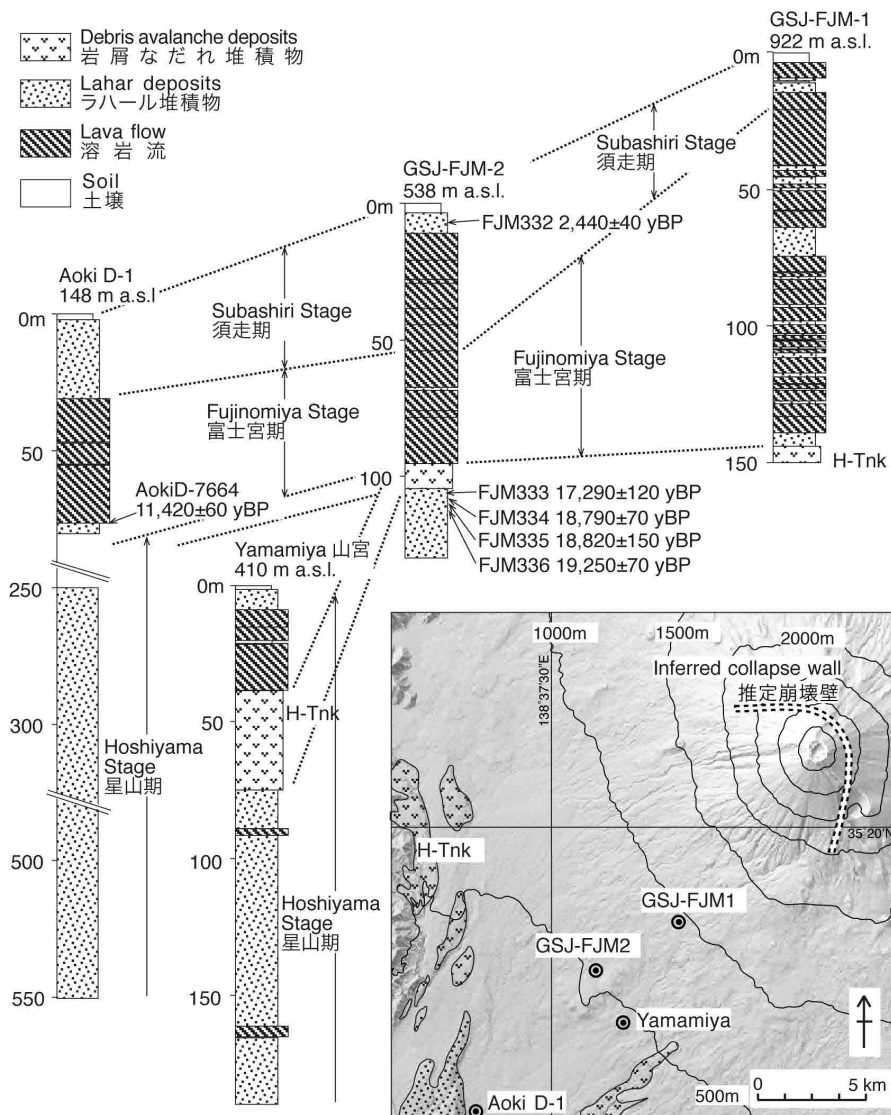 Debris avalanche deposits
岩屑なだれ堆積物
Lahar deposits
ラハール堆積物
Lava flow
溶岩流
Soil
土壌
GSJ-FJM-1
922 m a.s.l.
0m
50
100
150
H-Tnk
Subashiri Stage
須走期
GSJ-FJM-2
538 m a.s.l.
0m
50
100
FJM332 2,440±40 yBP
Fujinomiya Stage
富士宮期
FJM333 17,290±120 yBP
FJM334 18,790±70 yBP
FJM335 18,820±150 yBP
FJM336 19,250±70 yBP
Aoki D-1
148 m a.s.l
0m
50
250
300
500
550
Subashiri Stage
須走期
Fujinomiya Stage
富士宮期
AokiD-7664
11,420±60 yBP
Hoshiyama
Stage
星山期
Yamamiya 山宮
410 m a.s.l.
0m
50
100
150
H-Tnk
Hoshiyama
Stage
星山期
1000m
1500m
2000m
138°37'30"E
Inferred collapse wall
推定崩壊壁
35°20'N
H-Tnk
GSJ-FJM1
GSJ-FJM2
Yamamiya
Aoki D-1
500m
0
5 km